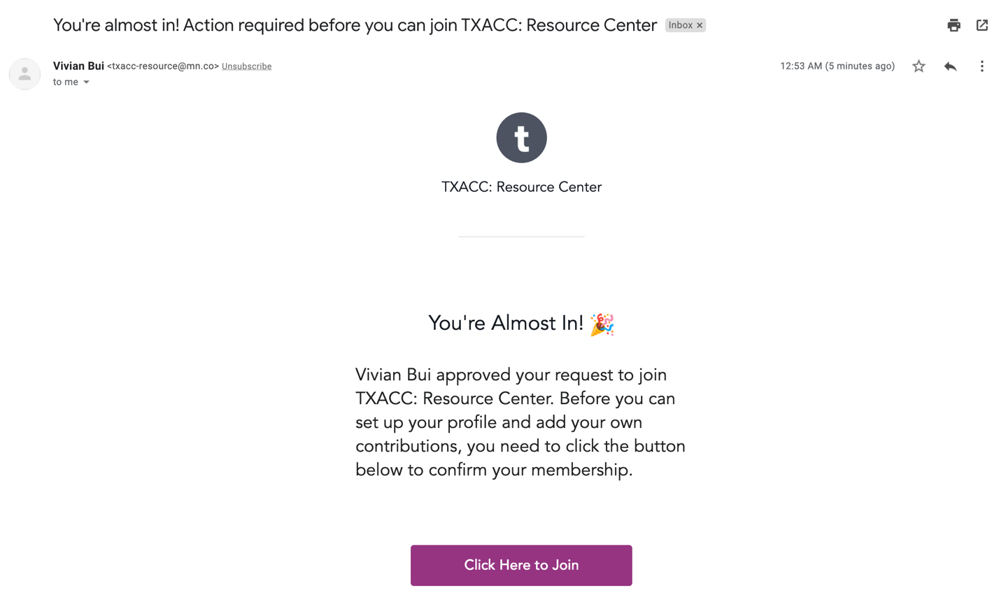 You're almost in! Action required before you can join TXACC: Resource Center Inbox ×
Vivian Bui <txacc-resource@mn.co> Unsubscribe 12:53 AM (5 minutes ago)
to me
t
TXACC: Resource Center
You're Almost In! 🎉
Vivian Bui approved your request to join
TXACC: Resource Center. Before you can
set up your profile and add your own
contributions, you need to click the button
below to confirm your membership.
Click Here to Join